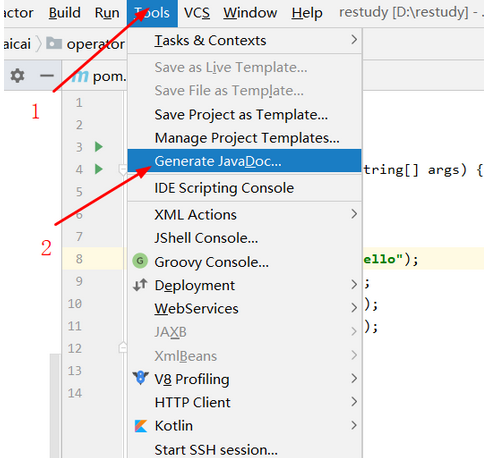 actor Build Run Tools VCS Window Help restudy [D:\restudy] - .
aicai operator
m pom.
1
2
1
2
3
4
5
6
7
8
9
10
11
12
13
14
Tasks & Contexts
Save as Live Template...
Save File as Template...
Save Project as Template...
Manage Project Templates...
Generate JavaDoc...
IDE Scripting Console
XML Actions
JShell Console...
G Groovy Console...
Deployment
WebServices
JAXB
XmlBeans
V8 Profiling
HTTP Client
Kotlin
Start SSH session...
tring[] args) {
ello");
;
);
);